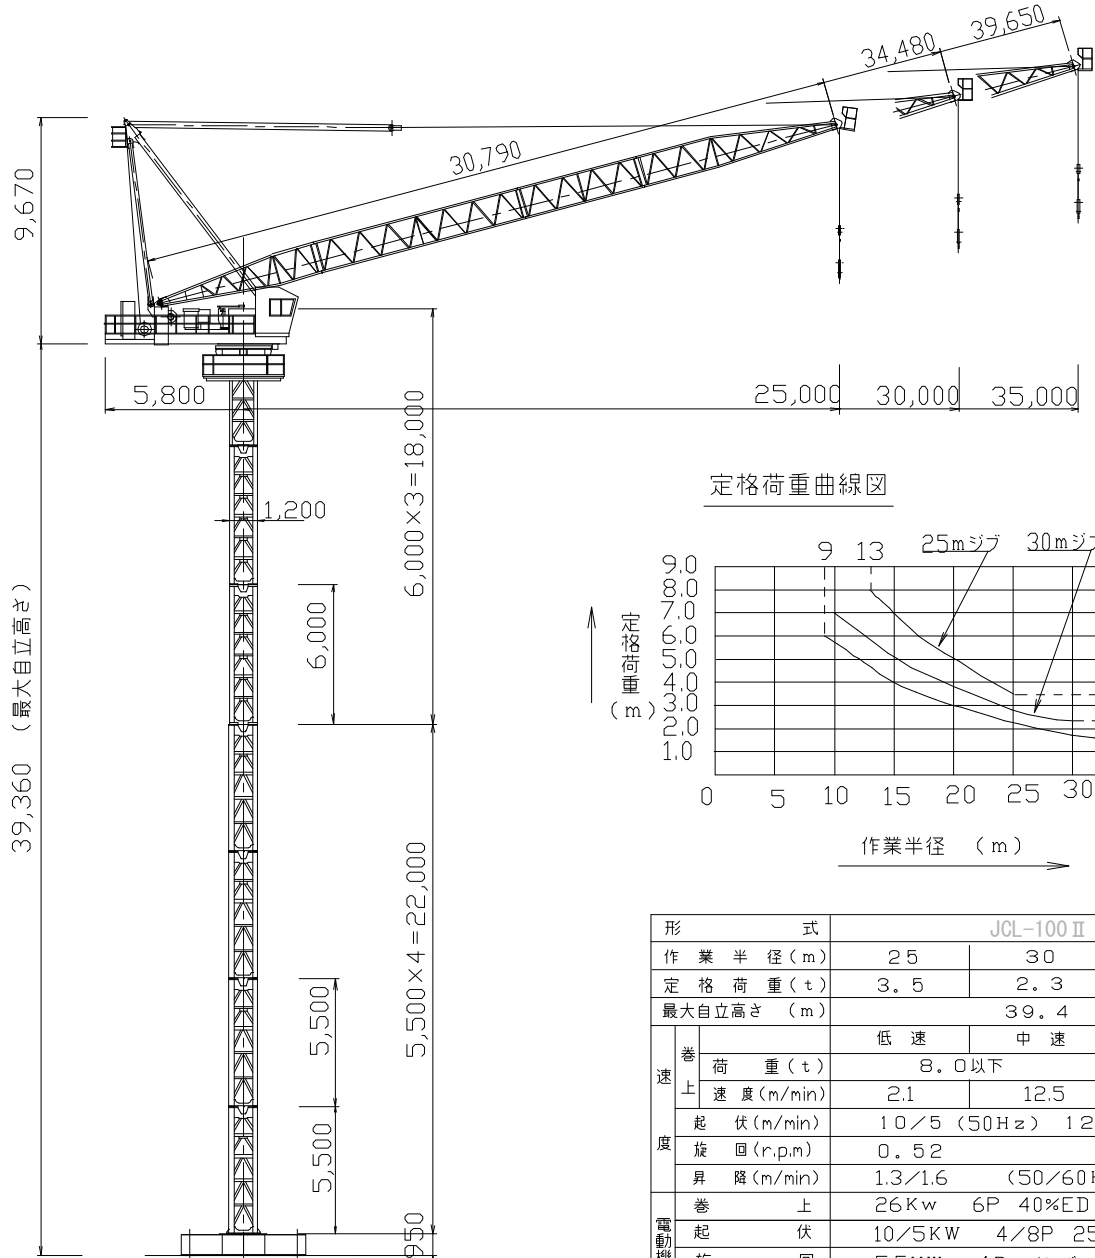 39,650
34,480
30,790
9,670
5,800
25,000
30,000
35,000
6,000×3=18,000
1,200
6,000
39,360 (最大自立高さ)
5,500×4=22,000
5,500
5,500
950
定格荷重曲線図
9 13 25mジブ 30mジブ
9.0
8.0
7.0
6.0
5.0
4.0
3.0
2.0
1.0
定格荷重
(m)
0 5 10 15 20 25 30
作業半径 (m)
形式 JCL-100Ⅱ
作業半径(m) 25 30
定格荷重(t) 3.5 2.3
最大自立高さ (m) 39.4
速度 巻上 低速 中速
荷重(t) 8.0以下
速度(m/min) 2.1 12.5
起伏(m/min) 10/5 (50Hz) 12
旋回(r.p.m) 0.52
昇降(m/min) 1.3/1.6 (50/60H
電動機 巻上 26Kw 6P 40%ED
起伏 10/5KW 4/8P 25